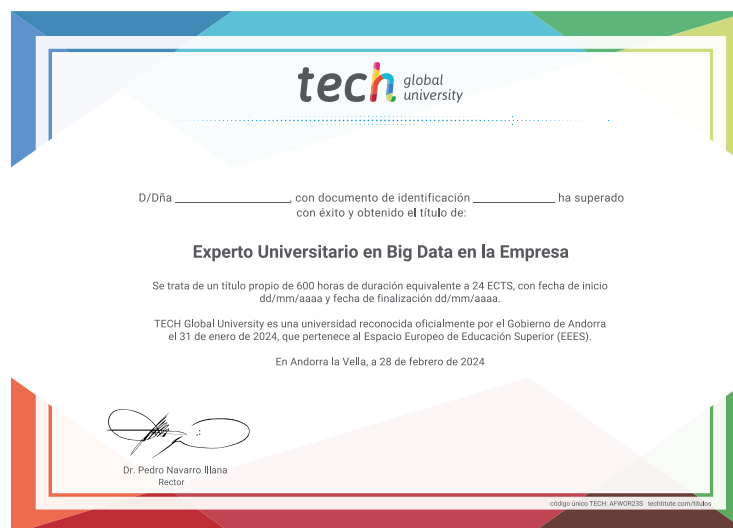 tech global university
D/Dña ____________________, con documento de identificación ______________ ha superado
con éxito y obtenido el título de:
Experto Universitario en Big Data en la Empresa
Se trata de un título propio de 600 horas de duración equivalente a 24 ECTS, con fecha de inicio
dd/mm/aaaa y fecha de finalización dd/mm/aaaa.
TECH Global University es una universidad reconocida oficialmente por el Gobierno de Andorra
el 31 de enero de 2024, que pertenece al Espacio Europeo de Educación Superior (EEES).
En Andorra la Vella, a 28 de febrero de 2024
Dr. Pedro Navarro Illana
Rector
código único TECH: AFWOR23S techtitute.com/titulos